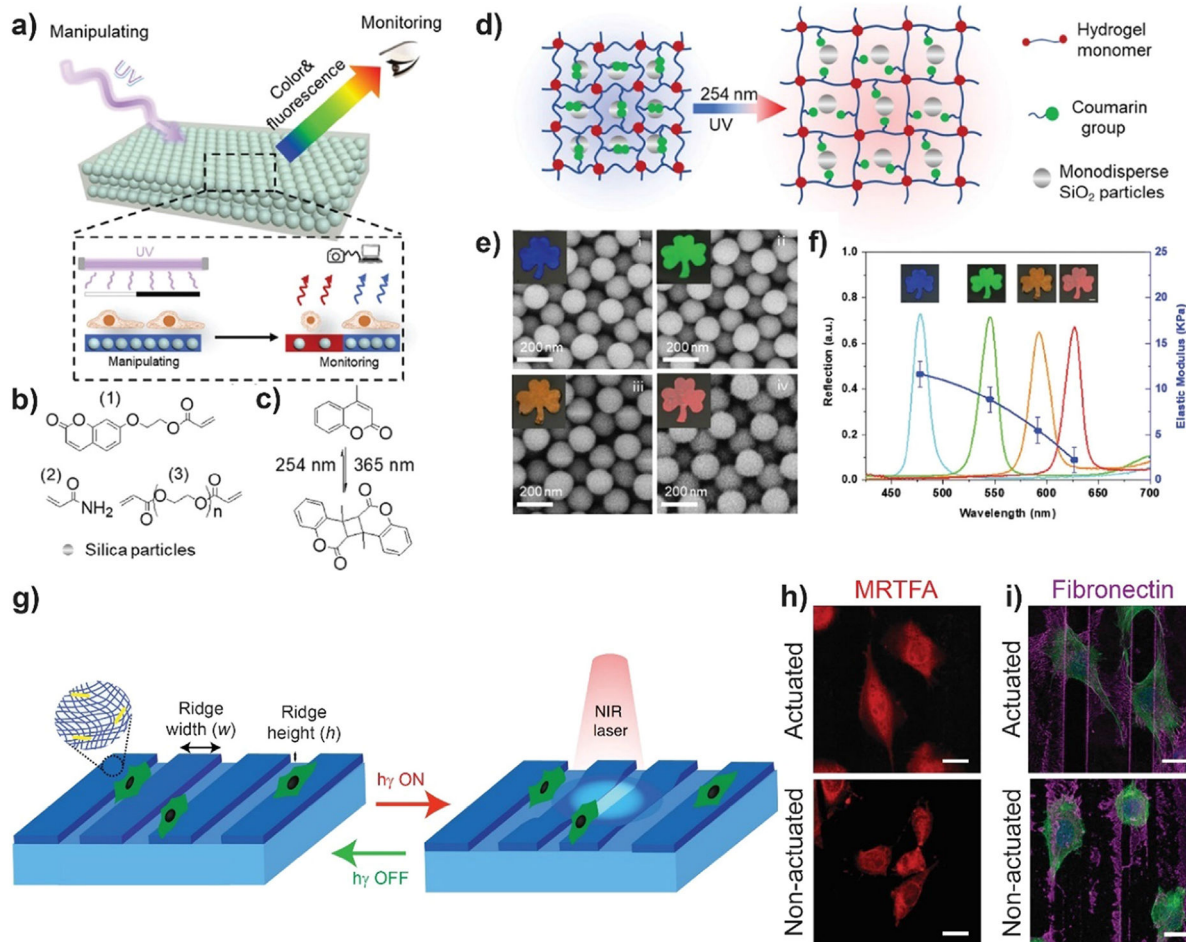 a)
Manipulating
UV
Color&
fluorescence
Monitoring
UV
Manipulating
Monitoring
b)
(1)
O
O
O
O
O
(2)
O
NH2
(3)
O
O
O
O
n
Silica particles
c)
O
O
254 nm
365 nm
O
O
O
O
d)
254 nm
UV
Hydrogel
monomer
Coumarin
group
Monodisperse
SiO2 particles
e)
i
200 nm
ii
200 nm
iii
200 nm
iv
200 nm
f)
Reflection (a.u.)
1.0
0.8
0.6
0.4
0.2
0.0
450
500
550
600
650
700
Wavelength (nm)
25
20
15
10
5
0
Elastic Modulus (KPa)
g)
Ridge
width (w)
Ridge
height (h)
hγ ON
hγ OFF
NIR
laser
h)
MRTFA
Actuated
Non-actuated
i)
Fibronectin
Actuated
Non-actuated